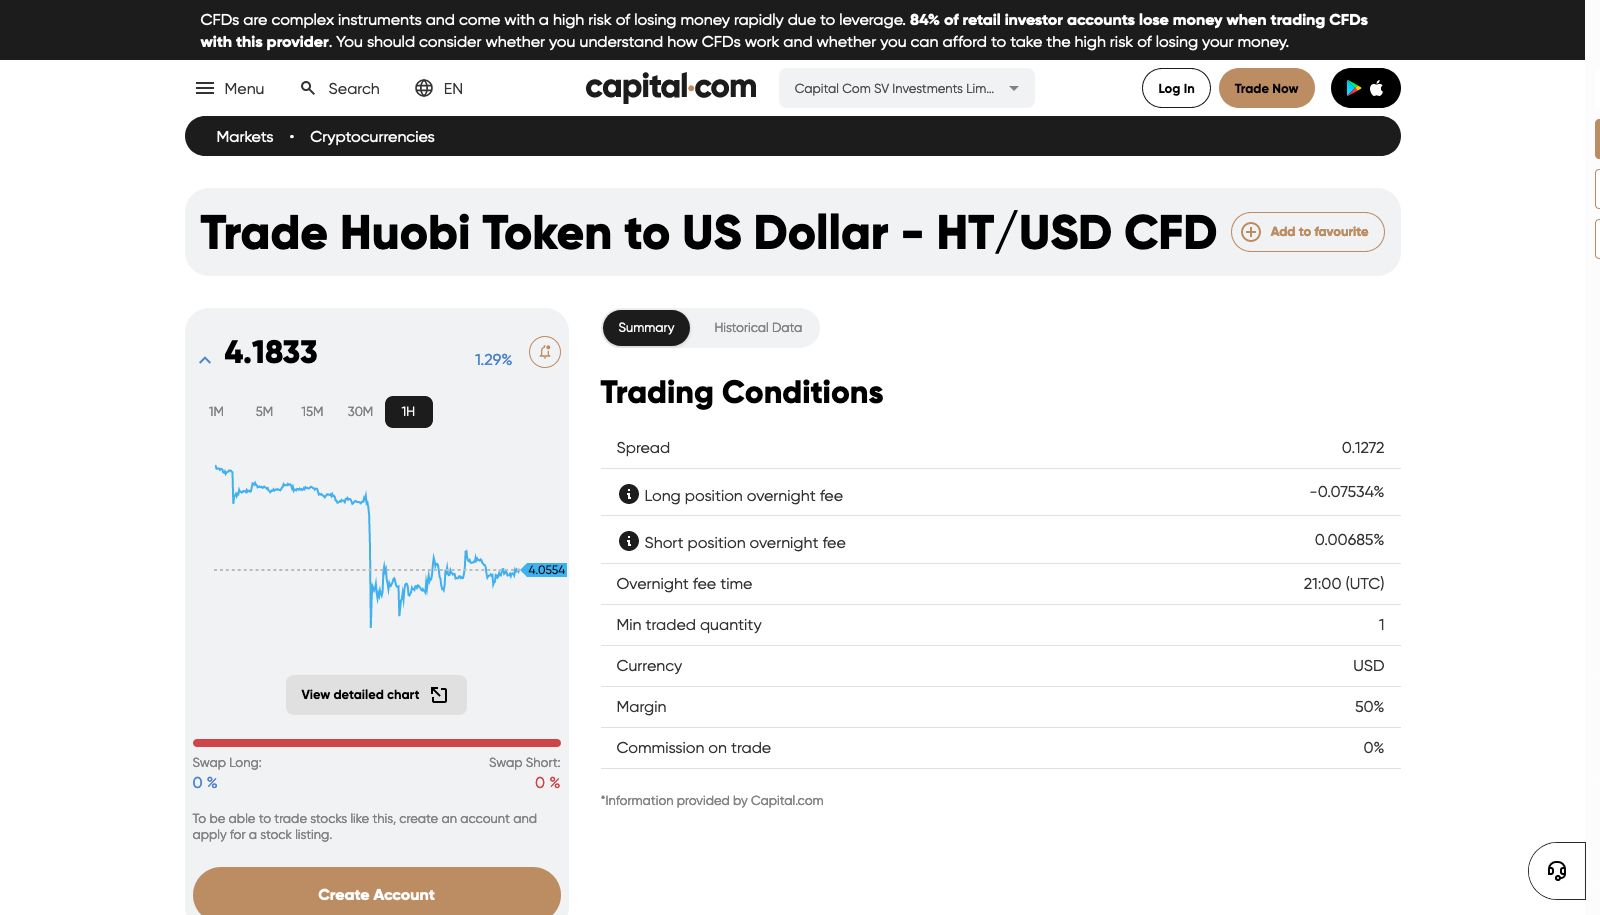 CFDs are complex instruments and come with a high risk of losing money rapidly due to leverage. 84% of retail investor accounts lose money when trading CFDs
with this provider. You should consider whether you understand how CFDs work and whether you can afford to take the high risk of losing your money.
Menu Search EN capital.com Capital Com SV Investments Lim... Log In Trade Now
Markets • Cryptocurrencies
Trade Huobi Token to US Dollar - HT/USD CFD Add to favourite
4.1833 1.29%
1M 5M 15M 30M 1H
4.0554
View detailed chart
Swap Long: Swap Short:
0 % 0 %
To be able to trade stocks like this, create an account and
apply for a stock listing.
Create Account
Summary Historical Data
Trading Conditions
Spread 0.1272
Long position overnight fee -0.07534%
Short position overnight fee 0.00685%
Overnight fee time 21:00 (UTC)
Min traded quantity 1
Currency USD
Margin 50%
Commission on trade 0%
*Information provided by Capital.com